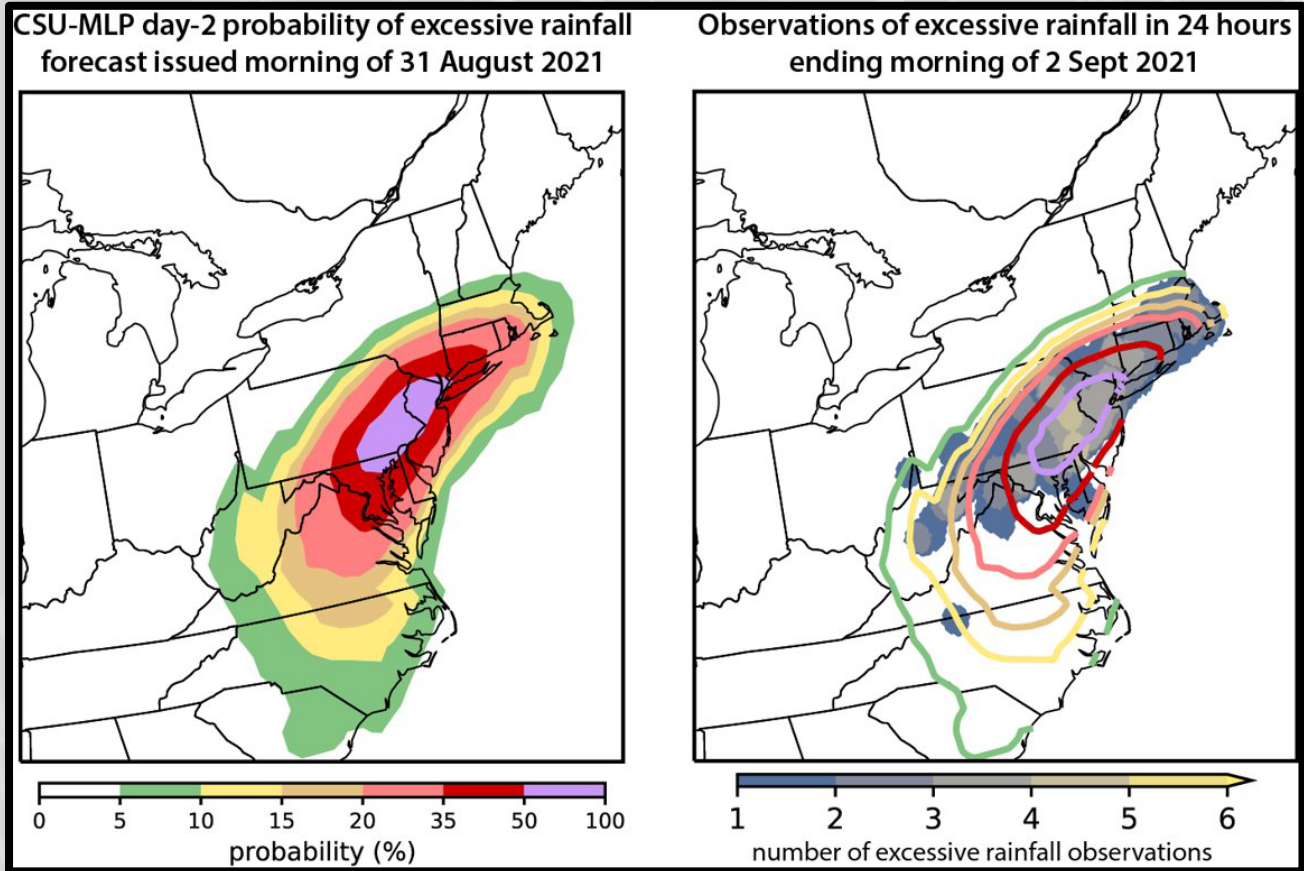 CSU-MLP day-2 probability of excessive rainfall
forecast issued morning of 31 August 2021
Observations of excessive rainfall in 24 hours
ending morning of 2 Sept 2021
0 5 10 15 20 35 50 100
probability (%)
1 2 3 4 5 6
number of excessive rainfall observations